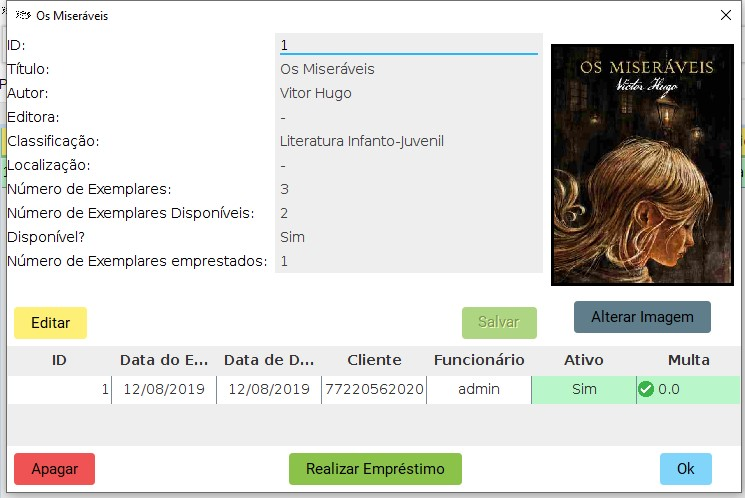 Os Miseráveis
ID: 1
Título: Os Miseráveis
Autor: Vitor Hugo
Editora: -
Classificação: Literatura Infanto-Juvenil
Localização: -
Número de Exemplares: 3
Número de Exemplares Disponíveis: 2
Disponível? Sim
Número de Exemplares emprestados: 1
OS MISERÁVEIS
Victor Hugo
Editar
Salvar
Alterar Imagem
ID Data do E... Data de D... Cliente Funcionário Ativo Multa
1 12/08/2019 12/08/2019 77220562020 admin Sim 0.0
Apagar
Realizar Empréstimo
Ok